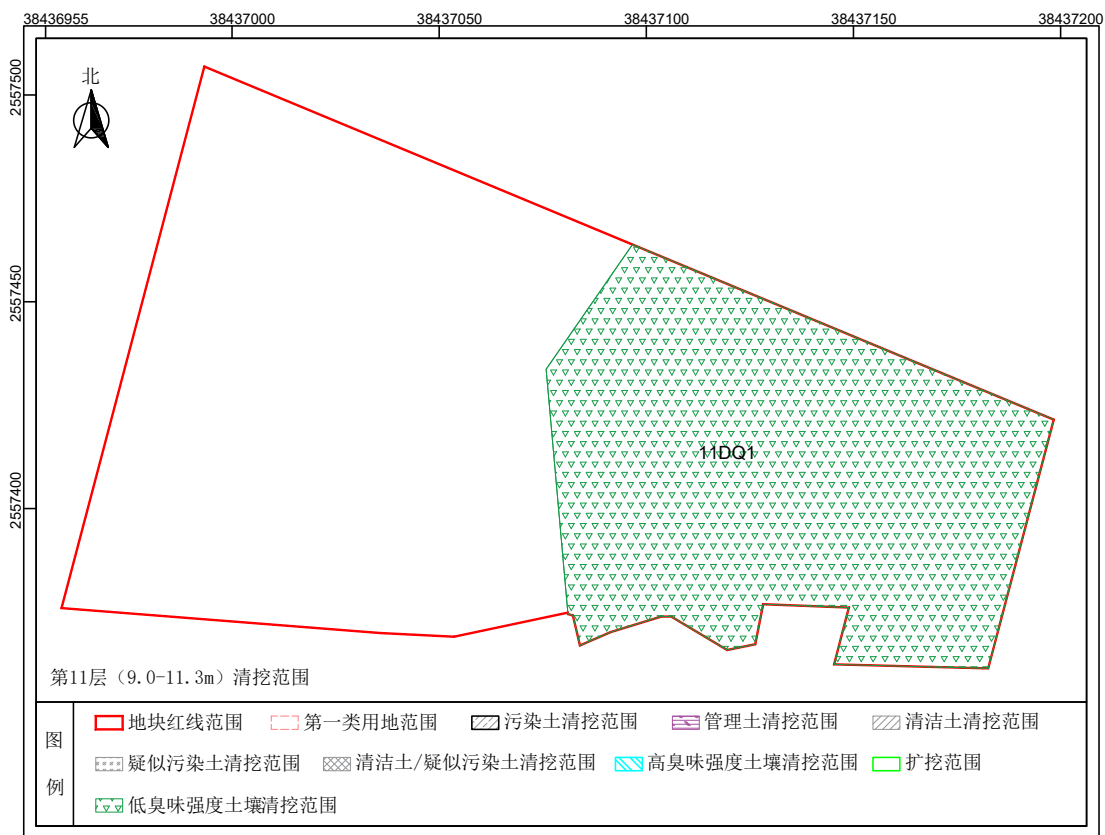 38436955 38437000 38437050 38437100 38437150 38437200
2557500
北
2557450
11DQ1
2557400
第11层（9.0-11.3m）清挖范围
图例
地块红线范围 第一类用地范围 污染土清挖范围 管理土清挖范围 清洁土清挖范围
疑似污染土清挖范围 清洁土/疑似污染土清挖范围 高臭味强度土壤清挖范围 扩挖范围
低臭味强度土壤清挖范围